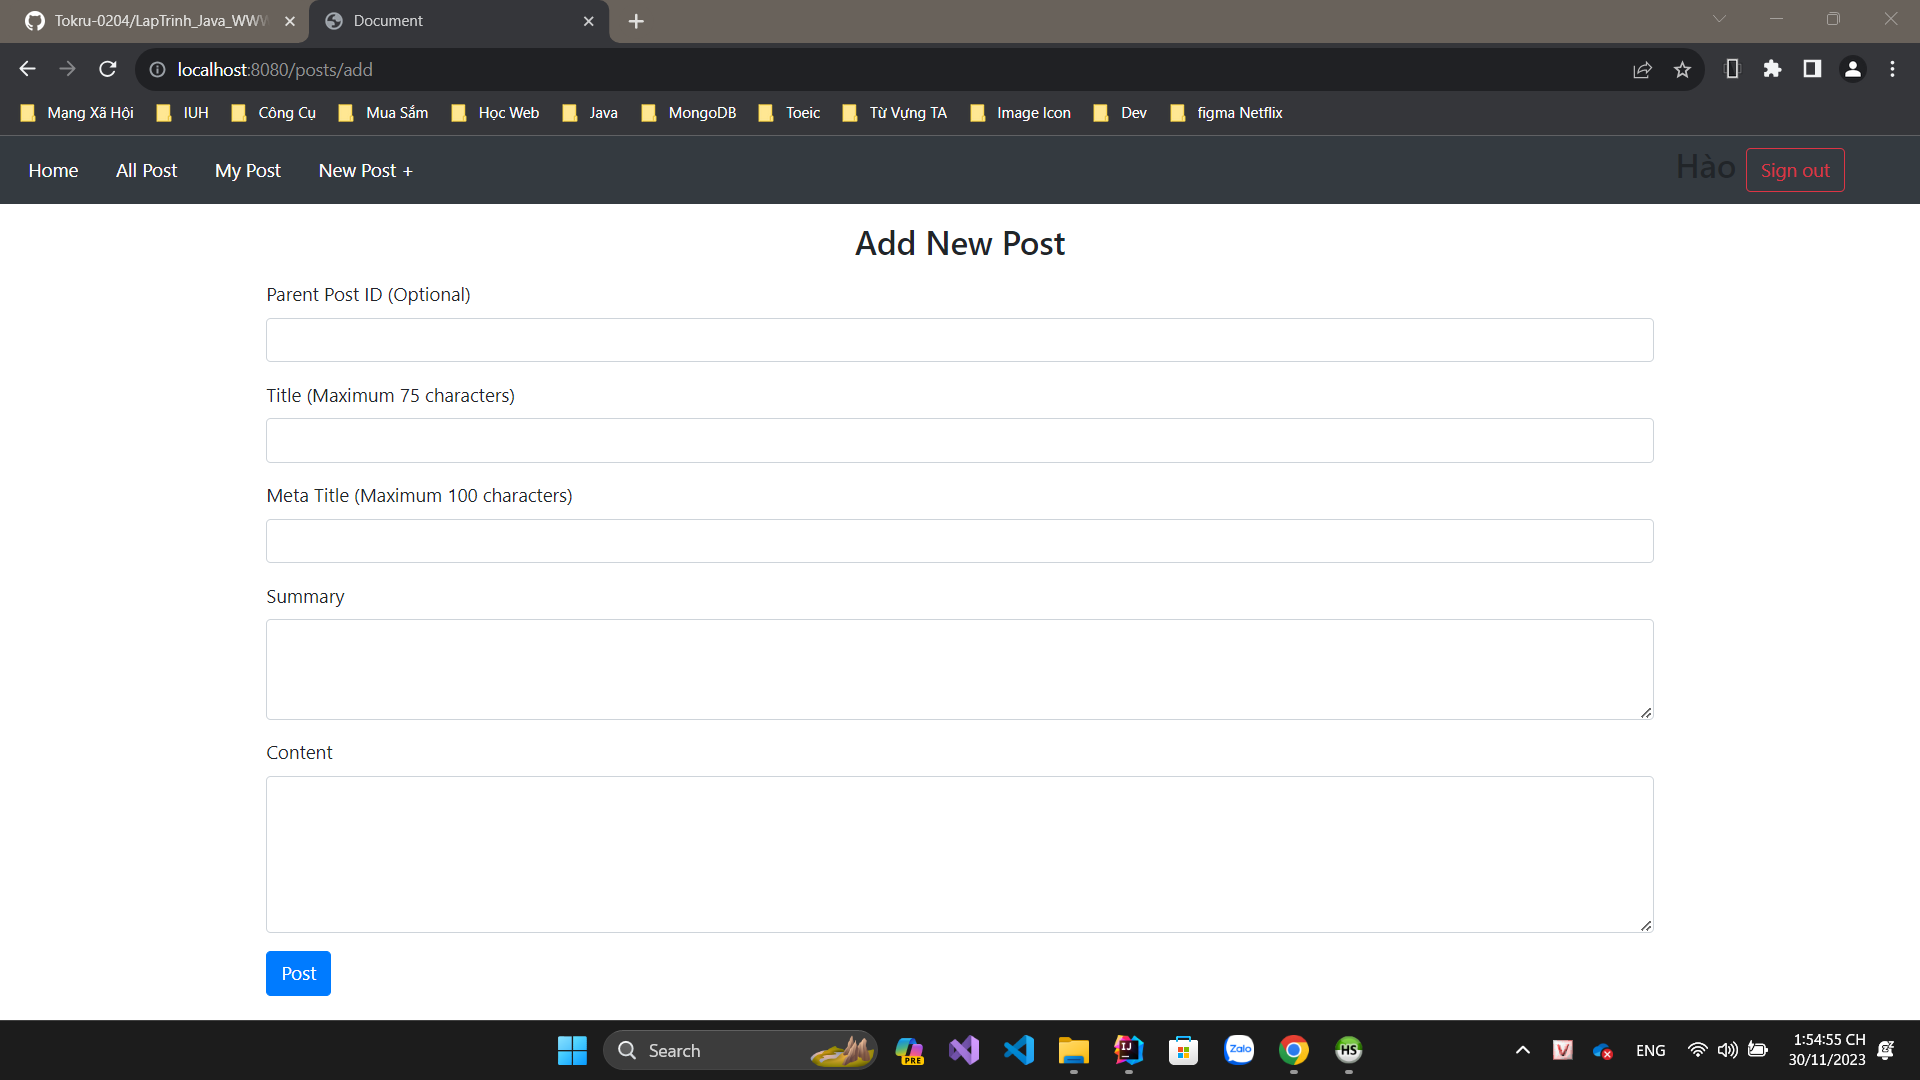 Tokru-0204/LapTrinh_Java_WWW
Document
localhost:8080/posts/add
Mạng Xã Hội
IUH
Công Cụ
Mua Sắm
Học Web
Java
MongoDB
Toeic
Từ Vựng TA
Image Icon
Dev
figma Netflix
Home
All Post
My Post
New Post +
Hào
Sign out
Add New Post
Parent Post ID (Optional)
Title (Maximum 75 characters)
Meta Title (Maximum 100 characters)
Summary
Content
Post
Search
PRE
IJ
Zalo
HS
V
ENG
1:54:55 CH
30/11/2023